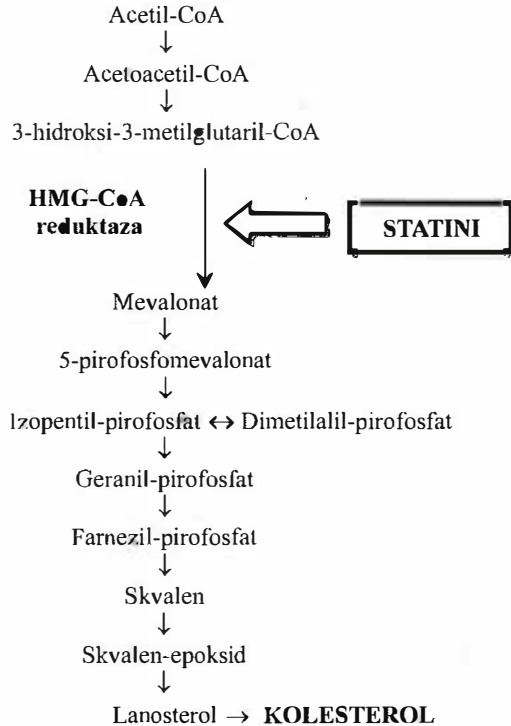 Acetil-CoA
↓
Acetoacetil-CoA
↓
3-hidroksi-3-metilglutaril-CoA
HMG-CoA
reduktaza
STATINI
Mevalonat
↓
5-pirofosfomevalonat
↓
Izopentil-pirofosfat ↔ Dimetilalil-pirofosfat
↓
Geranil-pirofosfat
↓
Farnezil-pirofosfat
↓
Skvalen
↓
Skvalen-epoksid
↓
Lanosterol → KOLESTEROL